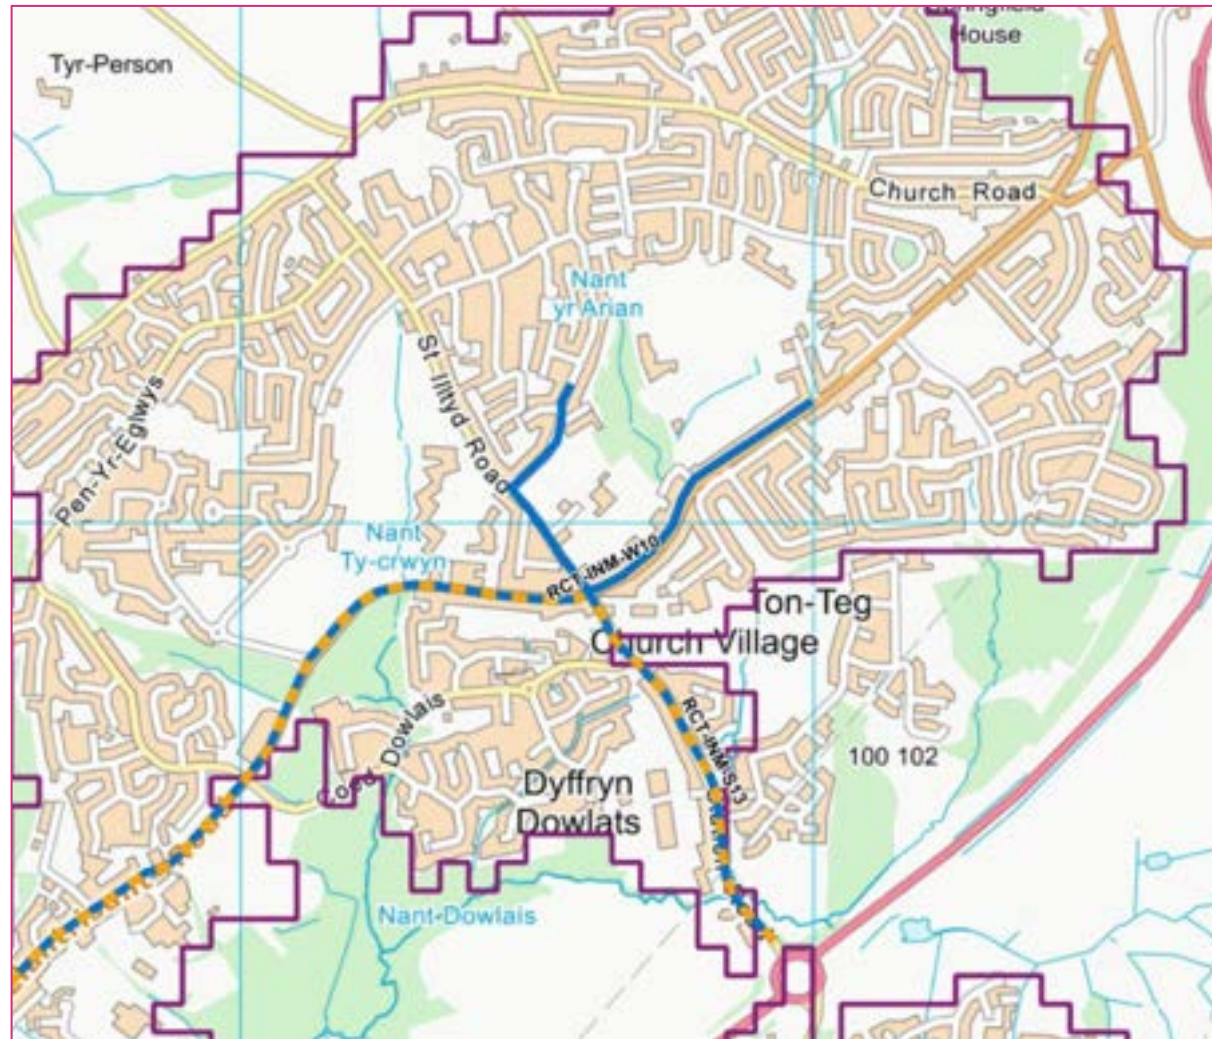 House
Tyr-Person
Church Road
Nant
yr Arian
St Illtyd Road
Pen-Yr-Eglwys
Nant
Ty-crwyn
RCT-INM-W10
Ton-Teg
Church Village
RCT-INM-S13
100 102
Dowlais
Dyffryn
Dowlats
Nant-Dowlais